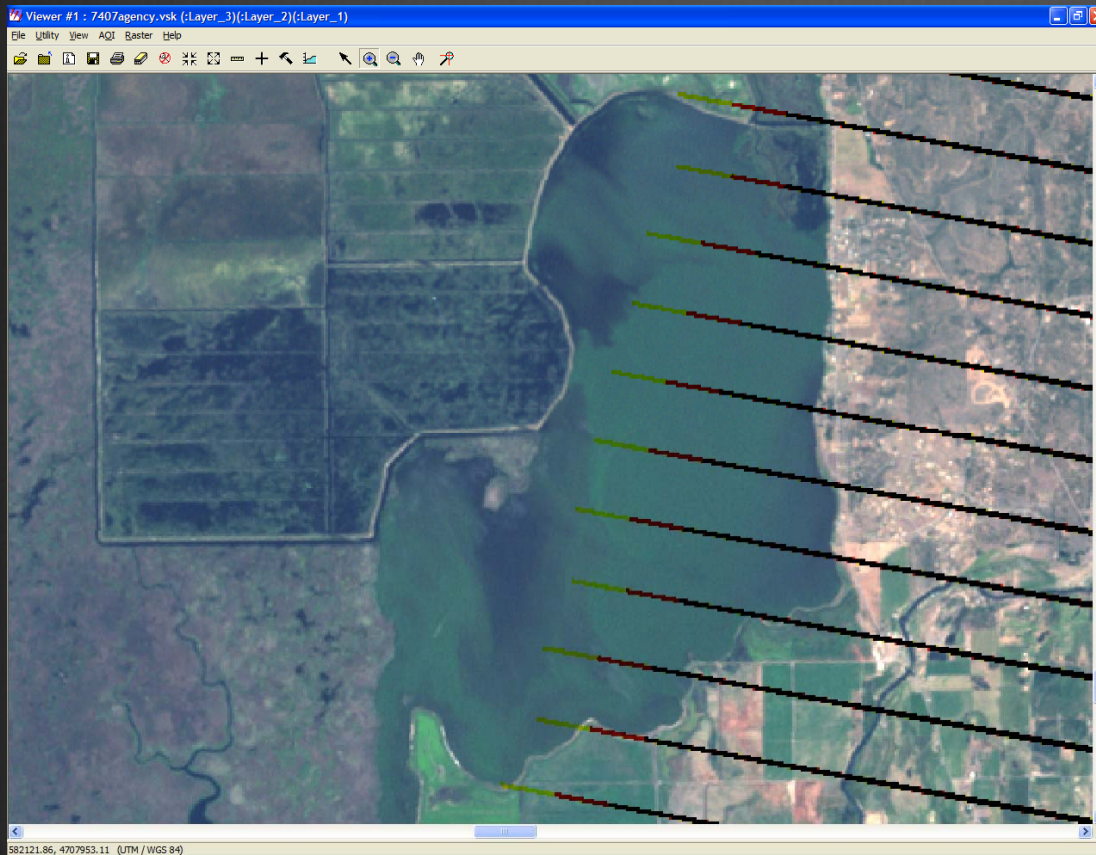 Viewer #1 : 7407agency.vsk (:Layer_3)(:Layer_2)(:Layer_1)
File Utility View AOI Raster Help
582121.86, 4707953.11 (UTM / WGS 84)